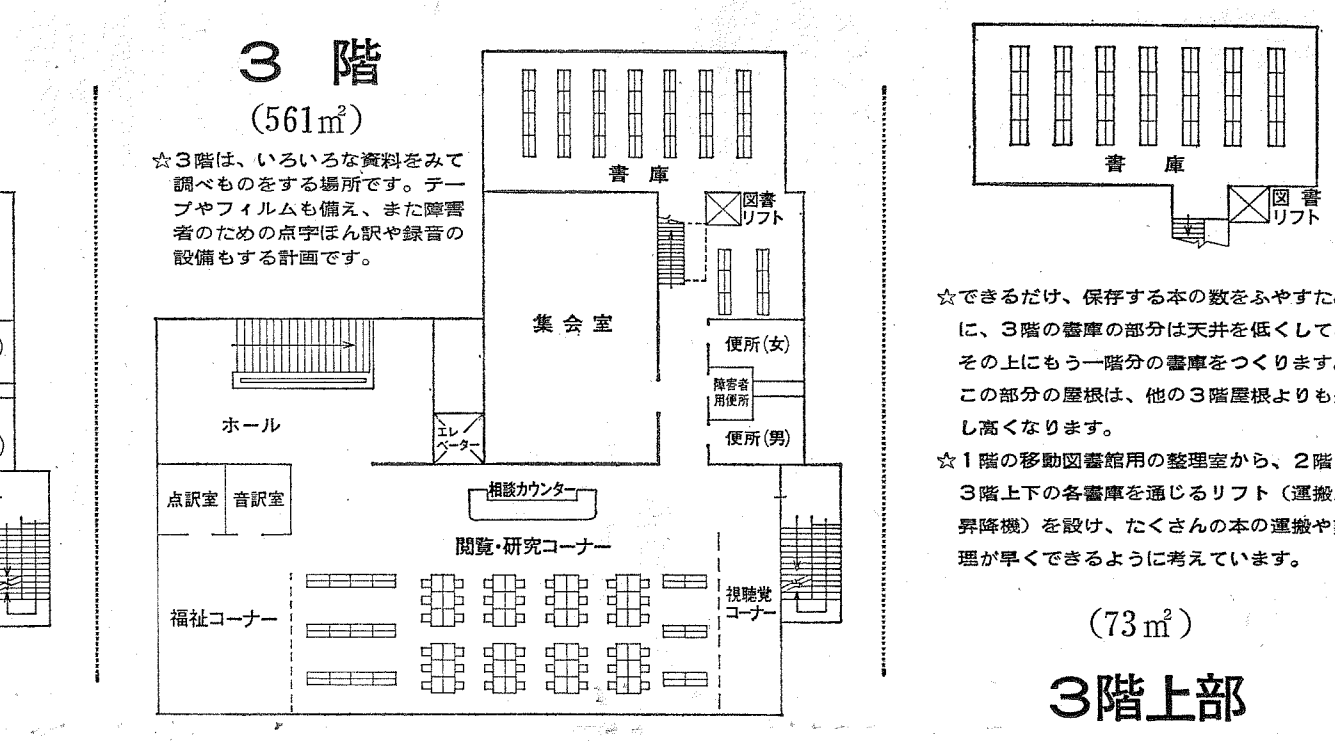 3 階
(561㎡)
☆3階は、いろいろな資料をみて
調べものをする場所です。テー
プやフィルムも備え、また障害
者のための点字ほん訳や録音の
設備もする計画です。
書 庫
図書
リフト
集 会 室
便所(女)
障害者
用便所
便所(男)
ホール
エレ
ベーター
点訳室
音訳室
相談カウンター
閲覧・研究コーナー
福祉コーナー
視聴覚
コーナー
書 庫
図 書
リフト
☆できるだけ、保存する本の数をふやすため
に、3階の書庫の部分は天井を低くして
その上にもう一階分の書庫をつくります。
この部分の屋根は、他の3階屋根よりも
し高くなります。
☆1階の移動図書館用の整理室から、2階
3階上下の各書庫を通じるリフト(運搬
昇降機)を設け、たくさんの本の運搬や
理が早くできるように考えています。
(73㎡)
3階上部